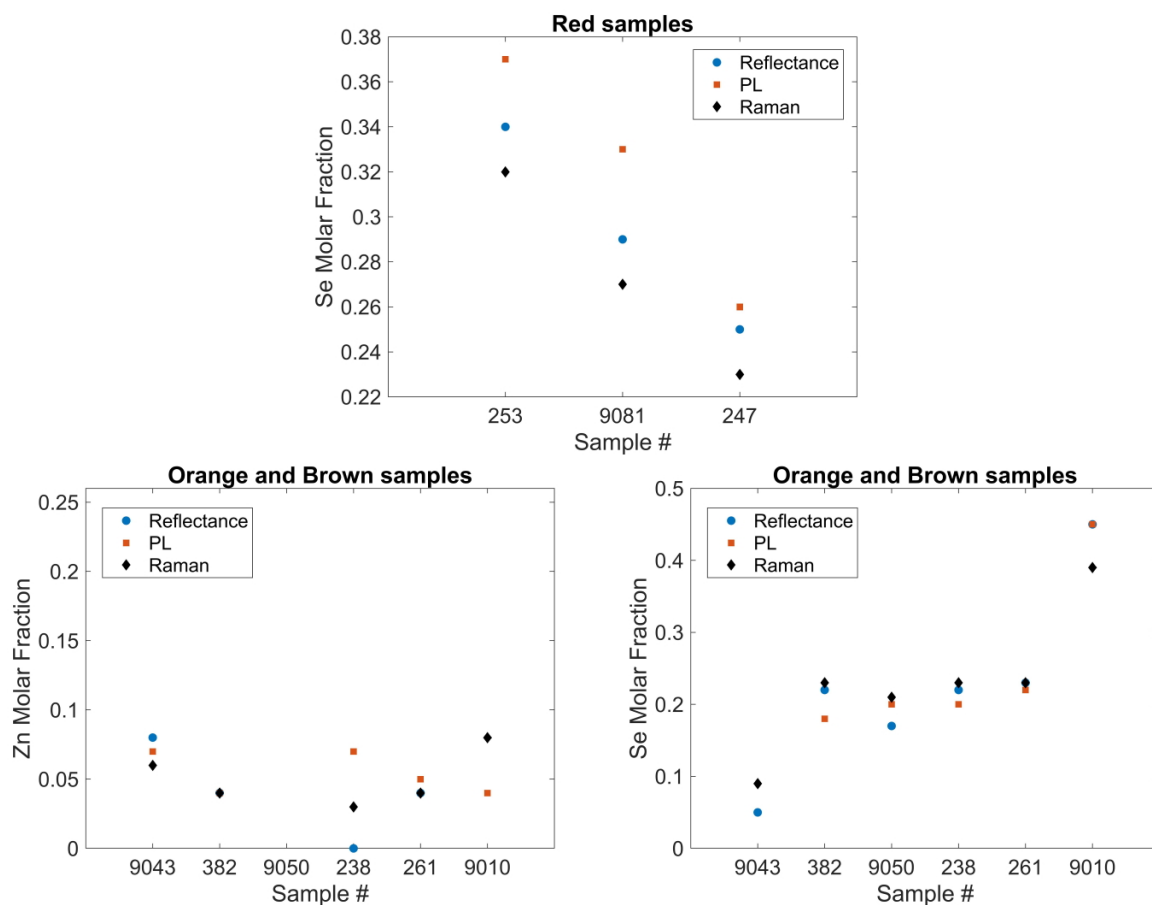 Red samples
0.38
0.36
0.34
0.32
0.3
0.28
0.26
0.24
0.22
Se Molar Fraction
Reflectance
PL
Raman
253 9081 247
Sample #
Orange and Brown samples
0.25
0.2
0.15
0.1
0.05
0
Zn Molar Fraction
Reflectance
PL
Raman
9043 382 9050 238 261 9010
Sample #
Orange and Brown samples
0.5
0.4
0.3
0.2
0.1
0
Se Molar Fraction
Reflectance
PL
Raman
9043 382 9050 238 261 9010
Sample #